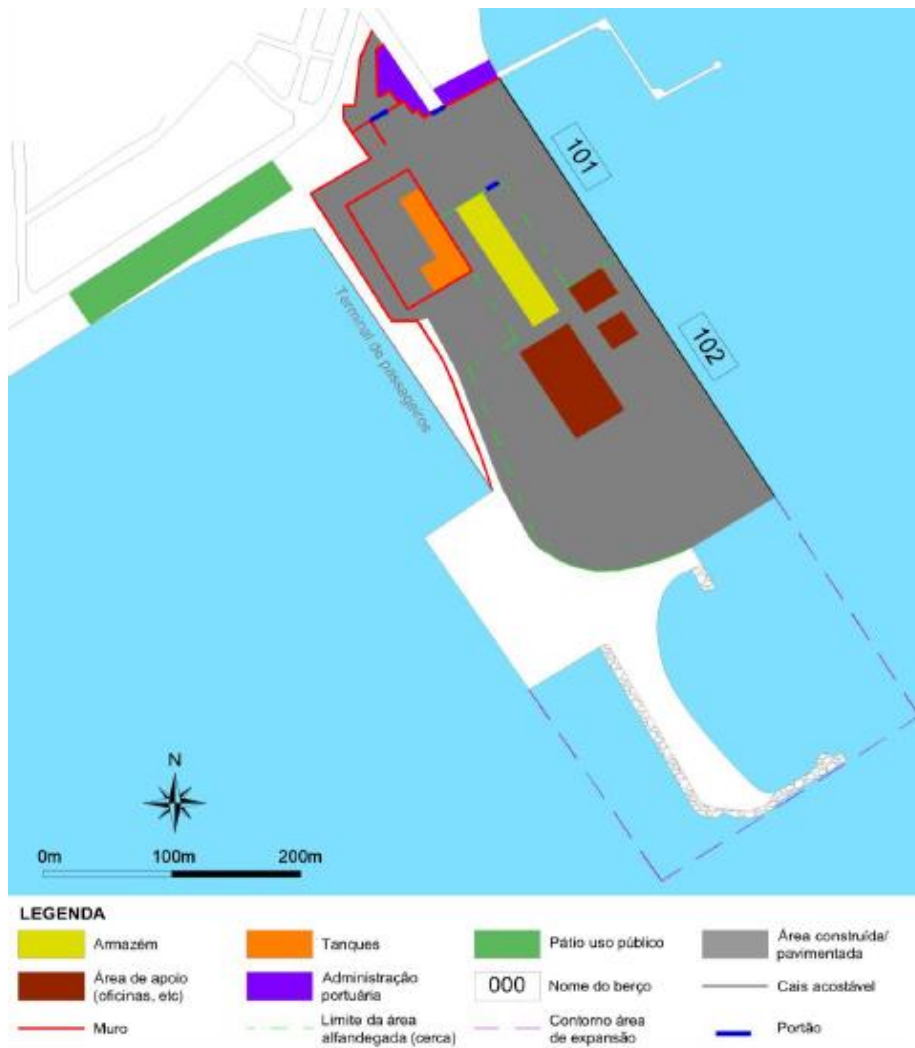 101
102
Terminal de passageiros
N
0m 100m 200m
LEGENDA
Armazém
Tanques
Pátio uso público
Área construída/
pavimentada
Área de apoio
(oficinas, etc)
Administração
portuária
000
Nome do berço
Cais acostável
Muro
Limite da área
alfandegada (cerca)
Contorno área
de expansão
Portão